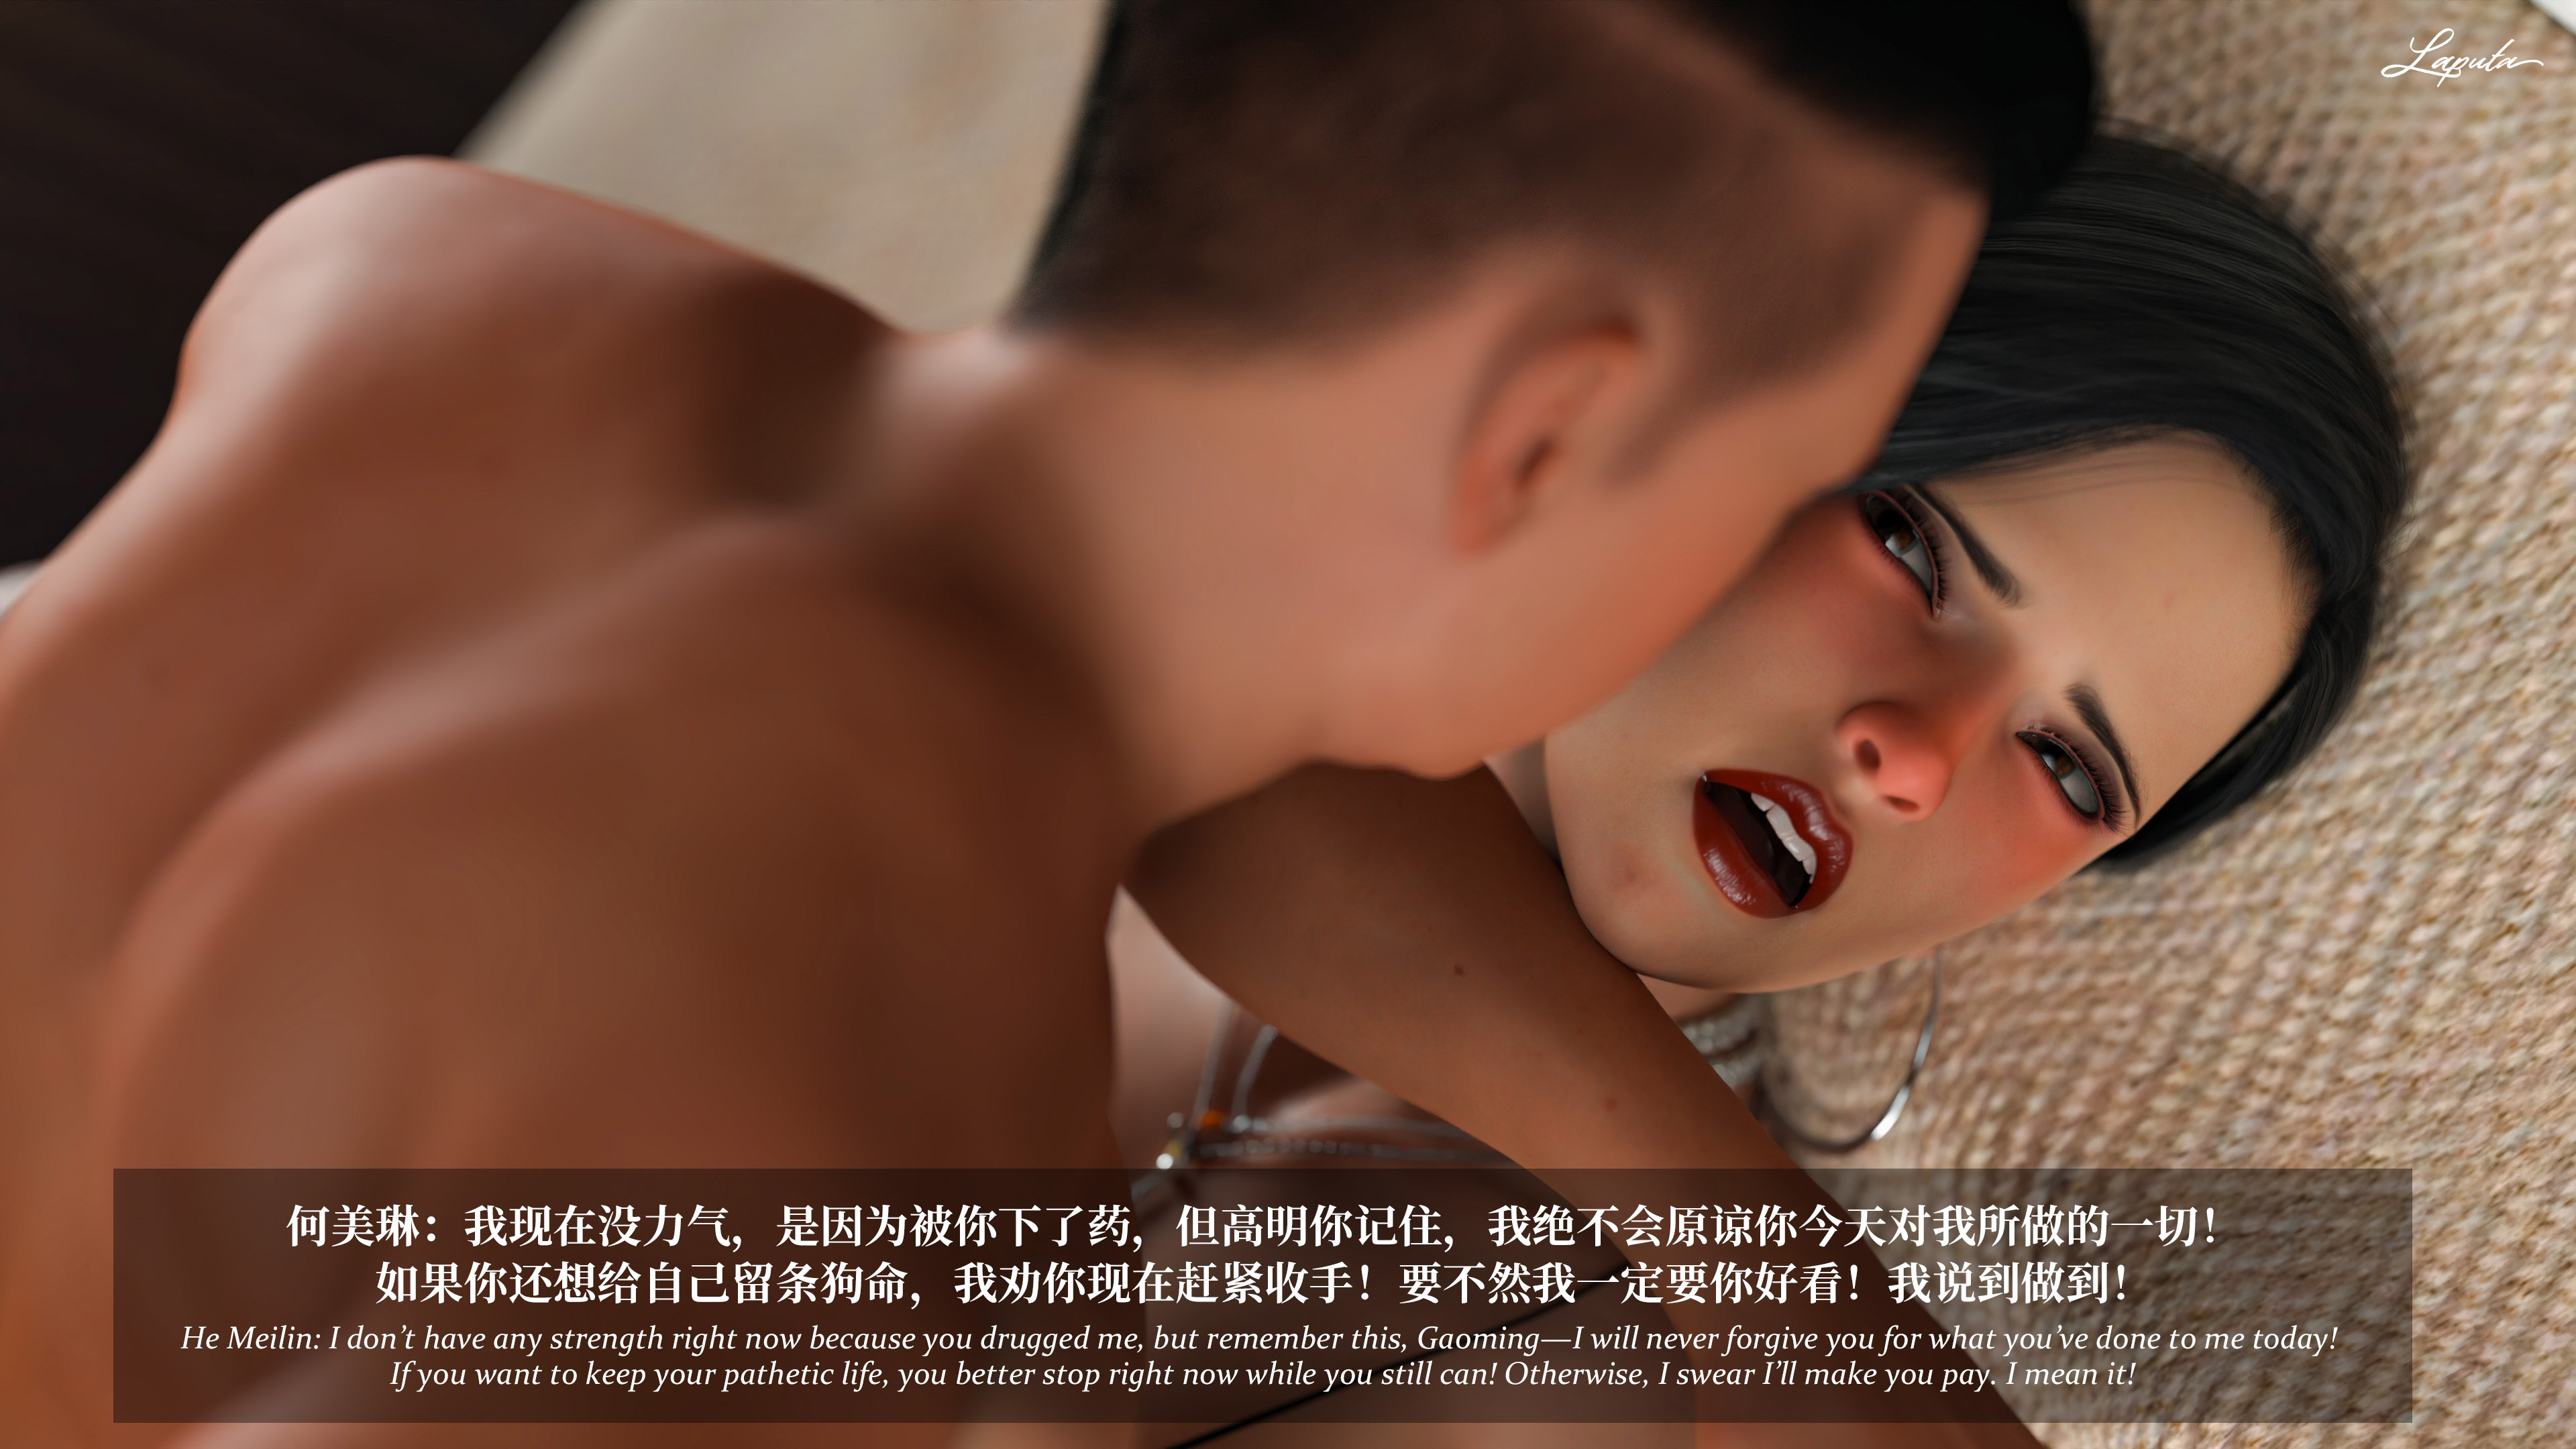 Laputa
何美琳：我现在没力气，是因为被你下了药，但高明你记住，我绝不会原谅你今天对我所做的一切！
如果你还想给自己留条狗命，我劝你现在赶紧收手！要不然我一定要你好看！我说到做到！
He Meilin: I don’t have any strength right now because you drugged me, but remember this, Gaoming—I will never forgive you for what you’ve done to me today!
If you want to keep your pathetic life, you better stop right now while you still can! Otherwise, I swear I’ll make you pay. I mean it!